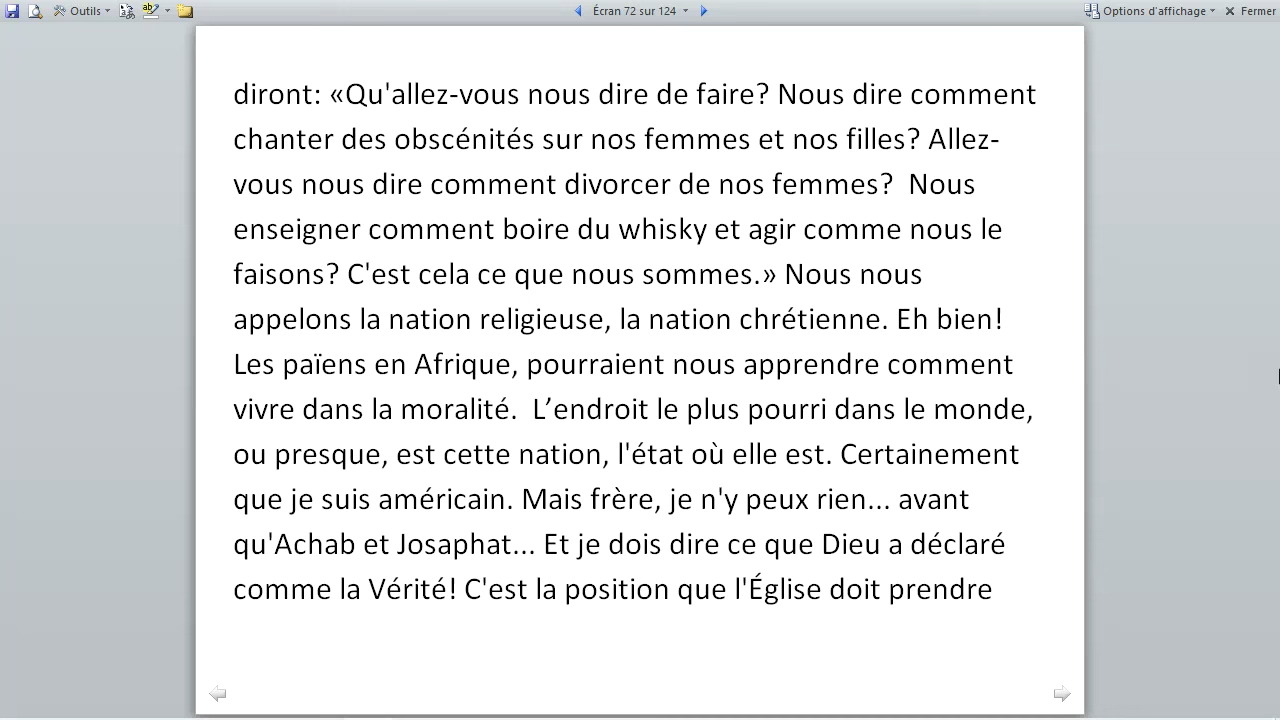 Outils
Écran 72 sur 124
Options d'affichage
Fermer
diront: «Qu'allez-vous nous dire de faire? Nous dire comment
chanter des obscénités sur nos femmes et nos filles? Allez-
vous nous dire comment divorcer de nos femmes?  Nous
enseigner comment boire du whisky et agir comme nous le
faisons? C'est cela ce que nous sommes.» Nous nous
appelons la nation religieuse, la nation chrétienne. Eh bien!
Les païens en Afrique, pourraient nous apprendre comment
vivre dans la moralité.  L’endroit le plus pourri dans le monde,
ou presque, est cette nation, l'état où elle est. Certainement
que je suis américain. Mais frère, je n'y peux rien... avant
qu'Achab et Josaphat... Et je dois dire ce que Dieu a déclaré
comme la Vérité! C'est la position que l'Église doit prendre